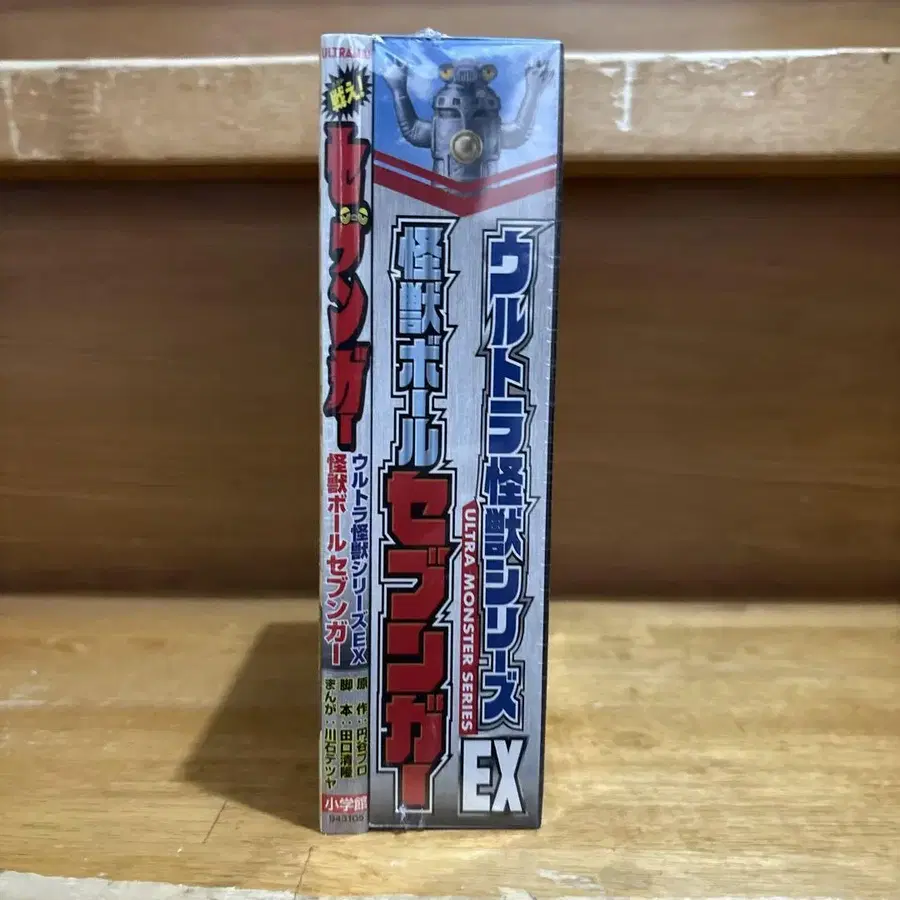 ULTRAMAN
戦え!
セブンガー
ウルトラ怪獣シリーズEX
怪獣ボール セブンガー
原作:円谷プロ
脚本:田口清隆
まんが:川石テツヤ
小学館
943105
ウルトラ怪獣シリーズ
ULTRA MONSTER SERIES
EX
怪獣ボール
セブンガー